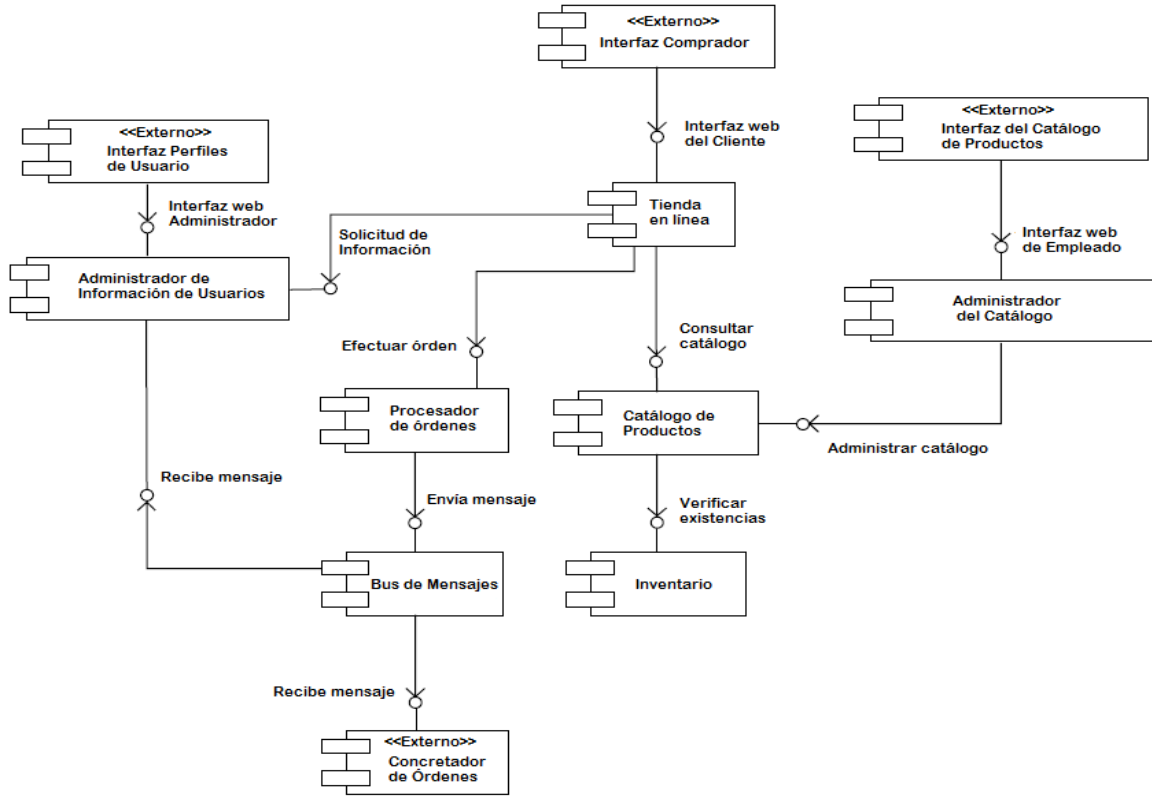 <<Externo>>
Interfaz Comprador
<<Externo>>
Interfaz del Catálogo
de Productos
<<Externo>>
Interfaz Perfiles
de Usuario
Interfaz web
del Cliente
Interfaz web
Administrador
Tienda
en línea
Solicitud de
Información
Interfaz web
de Empleado
Administrador de
Información de Usuarios
Administrador
del Catálogo
Efectuar órden
Consultar
catálogo
Procesador
de órdenes
Catálogo de
Productos
Administrar catálogo
Recibe mensaje
Envía mensaje
Verificar
existencias
Bus de Mensajes
Inventario
Recibe mensaje
<<Externo>>
Concretador
de Órdenes